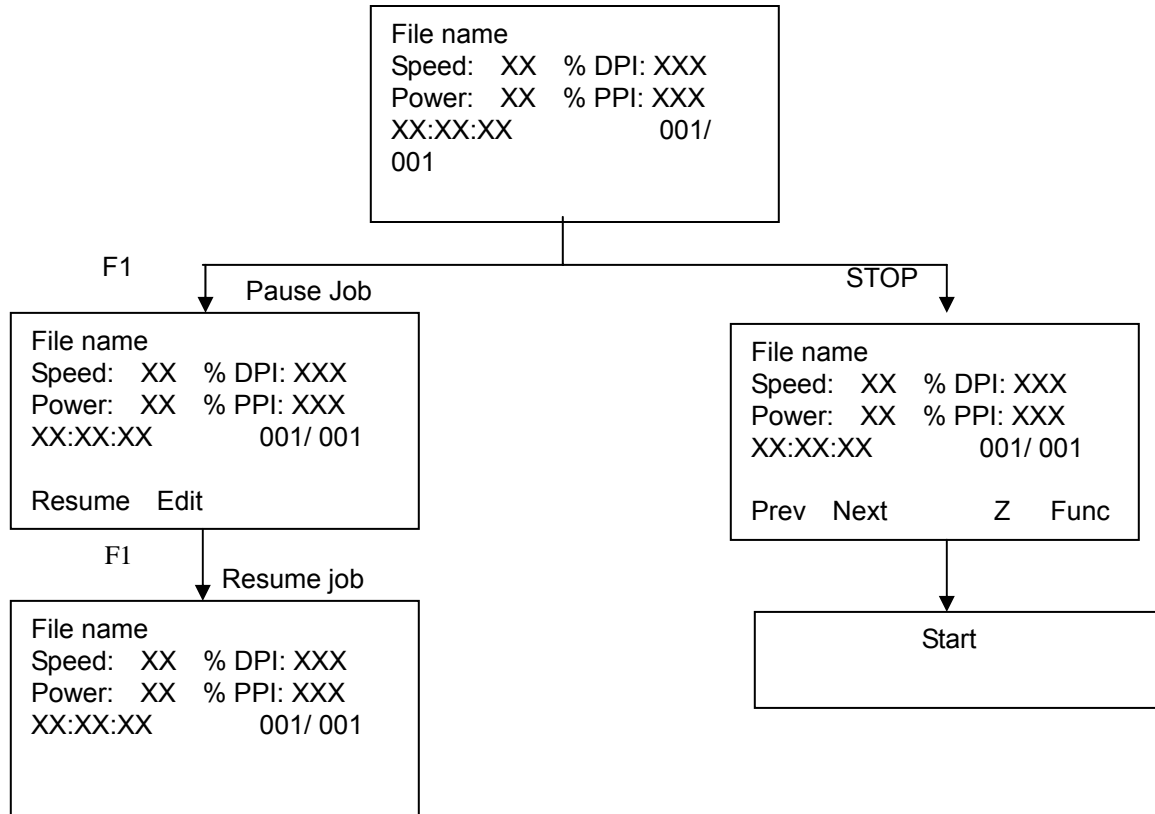 File name
Speed: XX % DPI: XXX
Power: XX % PPI: XXX
XX:XX:XX 001/
001
F1
Pause Job
STOP
File name
Speed: XX % DPI: XXX
Power: XX % PPI: XXX
XX:XX:XX 001/ 001
Resume Edit
File name
Speed: XX % DPI: XXX
Power: XX % PPI: XXX
XX:XX:XX 001/ 001
Prev Next Z Func
F1
Resume job
File name
Speed: XX % DPI: XXX
Power: XX % PPI: XXX
XX:XX:XX 001/ 001
Start